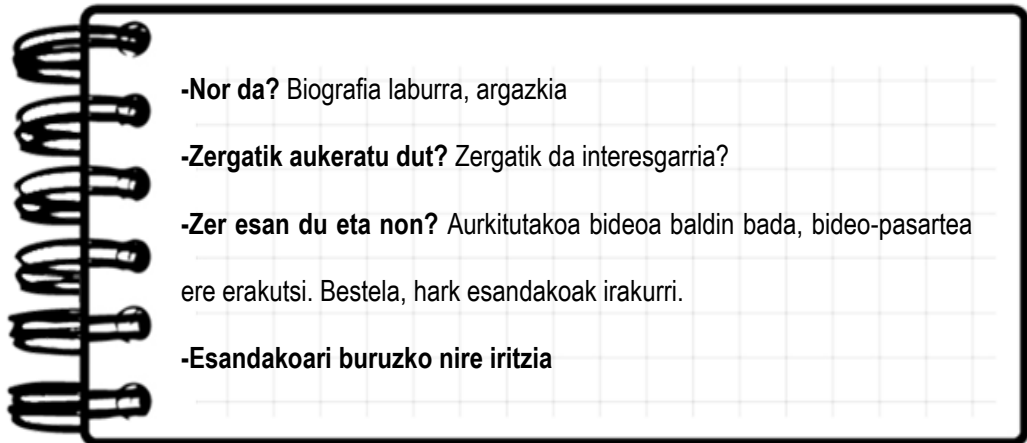 -Nor da? Biografia laburra, argazkia
-Zergatik aukeratu dut? Zergatik da interesgarria?
-Zer esan du eta non? Aurkitutakoa bideoa baldin bada, bideo-pasartea
ere erakutsi. Bestela, hark esandakoak irakurri.
-Esandakoari buruzko nire iritzia